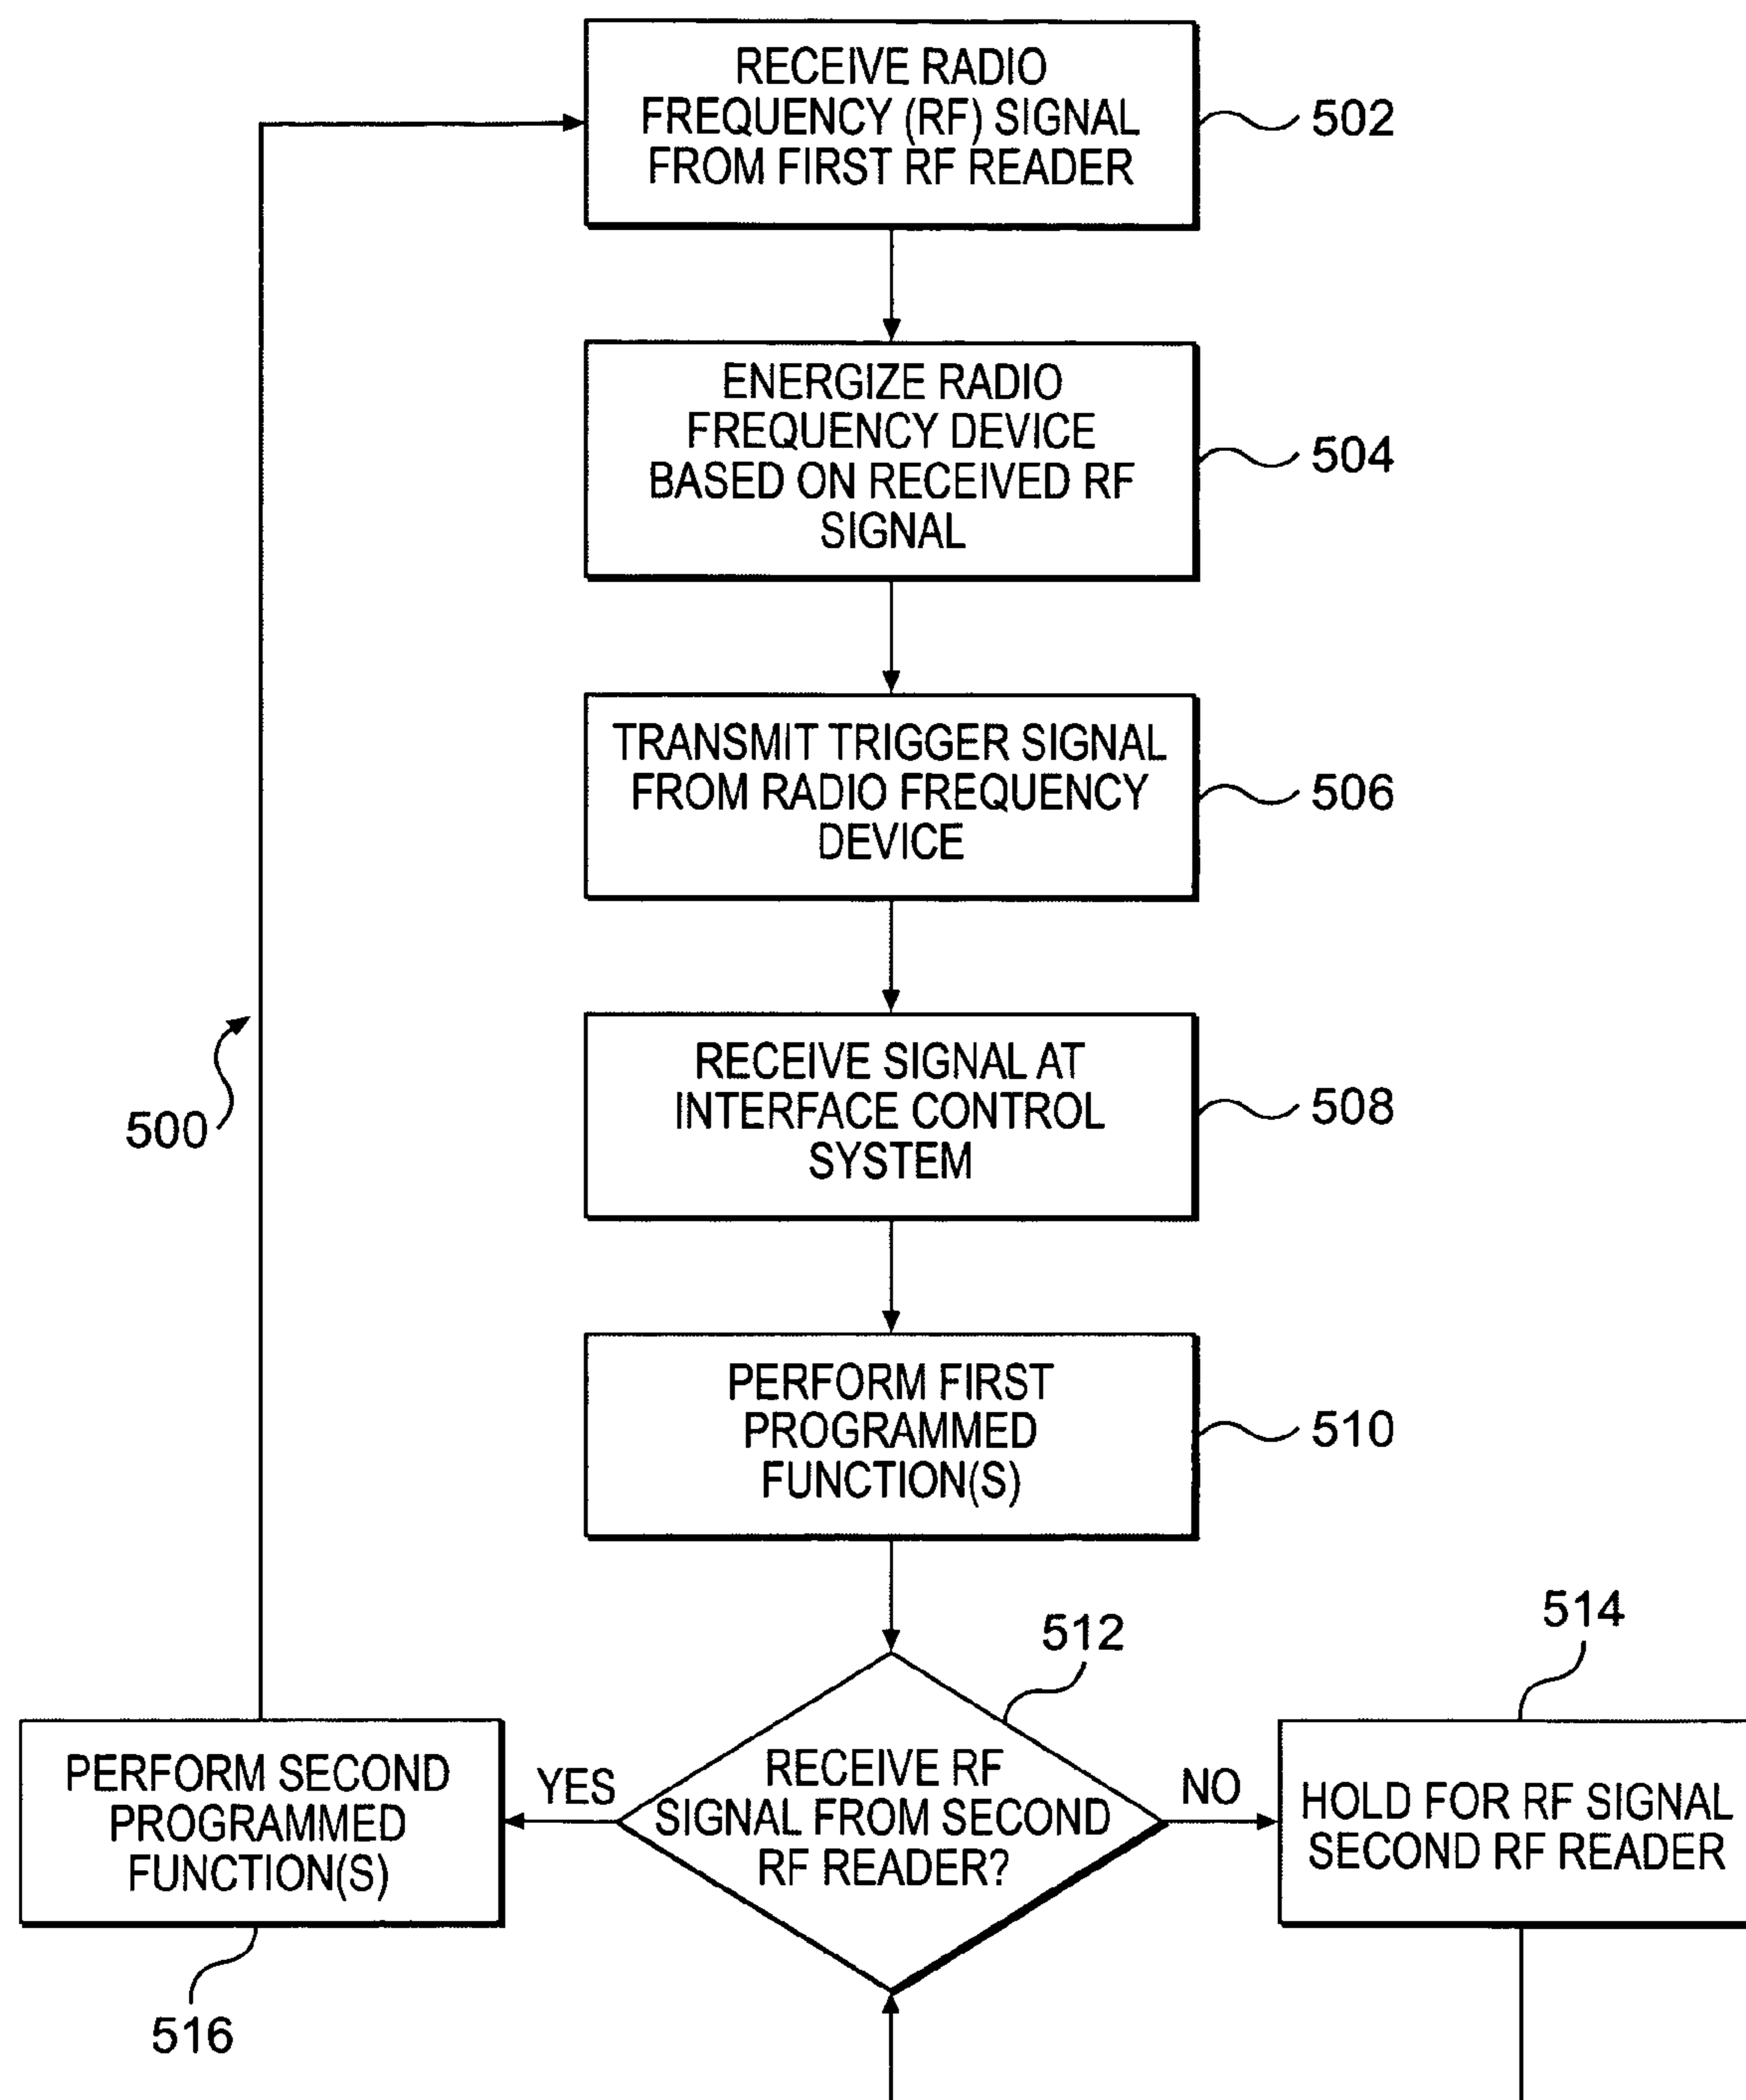 RECEIVE RADIO
FREQUENCY (RF) SIGNAL
FROM FIRST RF READER
502
ENERGIZE RADIO
FREQUENCY DEVICE
BASED ON RECEIVED RF
SIGNAL
504
TRANSMIT TRIGGER SIGNAL
FROM RADIO FREQUENCY
DEVICE
506
500
RECEIVE SIGNAL AT
INTERFACE CONTROL
SYSTEM
508
PERFORM FIRST
PROGRAMMED
FUNCTION(S)
510
512
514
PERFORM SECOND
PROGRAMMED
FUNCTION(S)
516
YES
RECEIVE RF
SIGNAL FROM SECOND
RF READER?
NO
HOLD FOR RF SIGNAL
SECOND RF READER